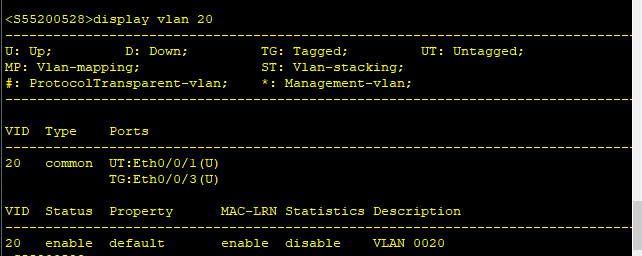 <S55200528>display vlan 20
--------------------------------------------------------------------------------
U: Up;         D: Down;         TG: Tagged;         UT: Untagged;
MP: Vlan-mapping;               ST: Vlan-stacking;
#: ProtocolTransparent-vlan;    *: Management-vlan;
--------------------------------------------------------------------------------
VID  Type    Ports
--------------------------------------------------------------------------------
20   common  UT:Eth0/0/1(U)
TG:Eth0/0/3(U)
VID  Status  Property      MAC-LRN Statistics Description
--------------------------------------------------------------------------------
20   enable  default       enable  disable    VLAN 0020